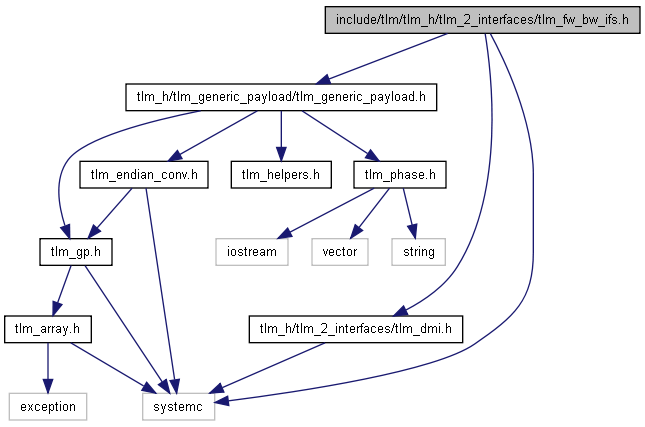 include/tlm/tlm_h/tlm_2_interfaces/tlm_fw_bw_ifs.h
tlm_h/tlm_generic_payload/tlm_generic_payload.h
tlm_endian_conv.h
tlm_helpers.h
tlm_phase.h
tlm_gp.h
iostream
vector
string
tlm_array.h
tlm_h/tlm_2_interfaces/tlm_dmi.h
exception
systemc